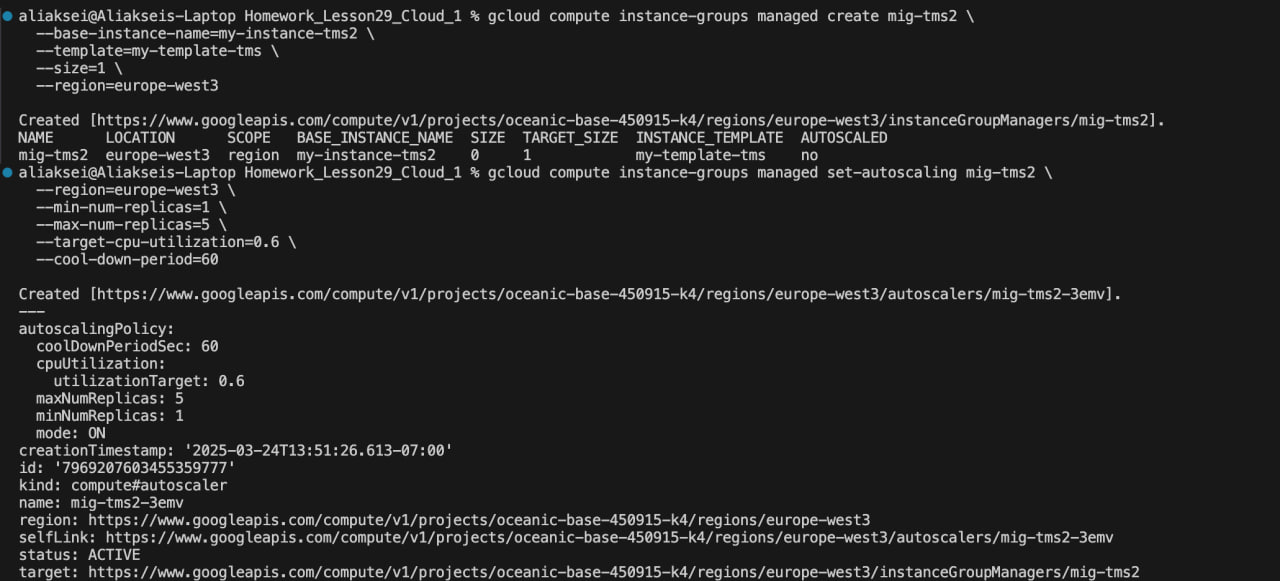 aliaksei@Aliakseis-Laptop Homework_Lesson29_Cloud_1 % gcloud compute instance-groups managed create mig-tms2 \
--base-instance-name=my-instance-tms2 \
--template=my-template-tms \
--size=1 \
--region=europe-west3
Created [https://www.googleapis.com/compute/v1/projects/oceanic-base-450915-k4/regions/europe-west3/instanceGroupManagers/mig-tms2].
NAME LOCATION SCOPE BASE_INSTANCE_NAME SIZE TARGET_SIZE INSTANCE_TEMPLATE AUTOSCALED
mig-tms2 europe-west3 region my-instance-tms2 0 1 my-template-tms no
aliaksei@Aliakseis-Laptop Homework_Lesson29_Cloud_1 % gcloud compute instance-groups managed set-autoscaling mig-tms2 \
--region=europe-west3 \
--min-num-replicas=1 \
--max-num-replicas=5 \
--target-cpu-utilization=0.6 \
--cool-down-period=60
Created [https://www.googleapis.com/compute/v1/projects/oceanic-base-450915-k4/regions/europe-west3/autoscalers/mig-tms2-3emv].
---
autoscalingPolicy:
coolDownPeriodSec: 60
cpuUtilization:
utilizationTarget: 0.6
maxNumReplicas: 5
minNumReplicas: 1
mode: ON
creationTimestamp: '2025-03-24T13:51:26.613-07:00'
id: '7969207603455359777'
kind: compute#autoscaler
name: mig-tms2-3emv
region: https://www.googleapis.com/compute/v1/projects/oceanic-base-450915-k4/regions/europe-west3
selfLink: https://www.googleapis.com/compute/v1/projects/oceanic-base-450915-k4/regions/europe-west3/autoscalers/mig-tms2-3emv
status: ACTIVE
target: https://www.googleapis.com/compute/v1/projects/oceanic-base-450915-k4/regions/europe-west3/instanceGroupManagers/mig-tms2